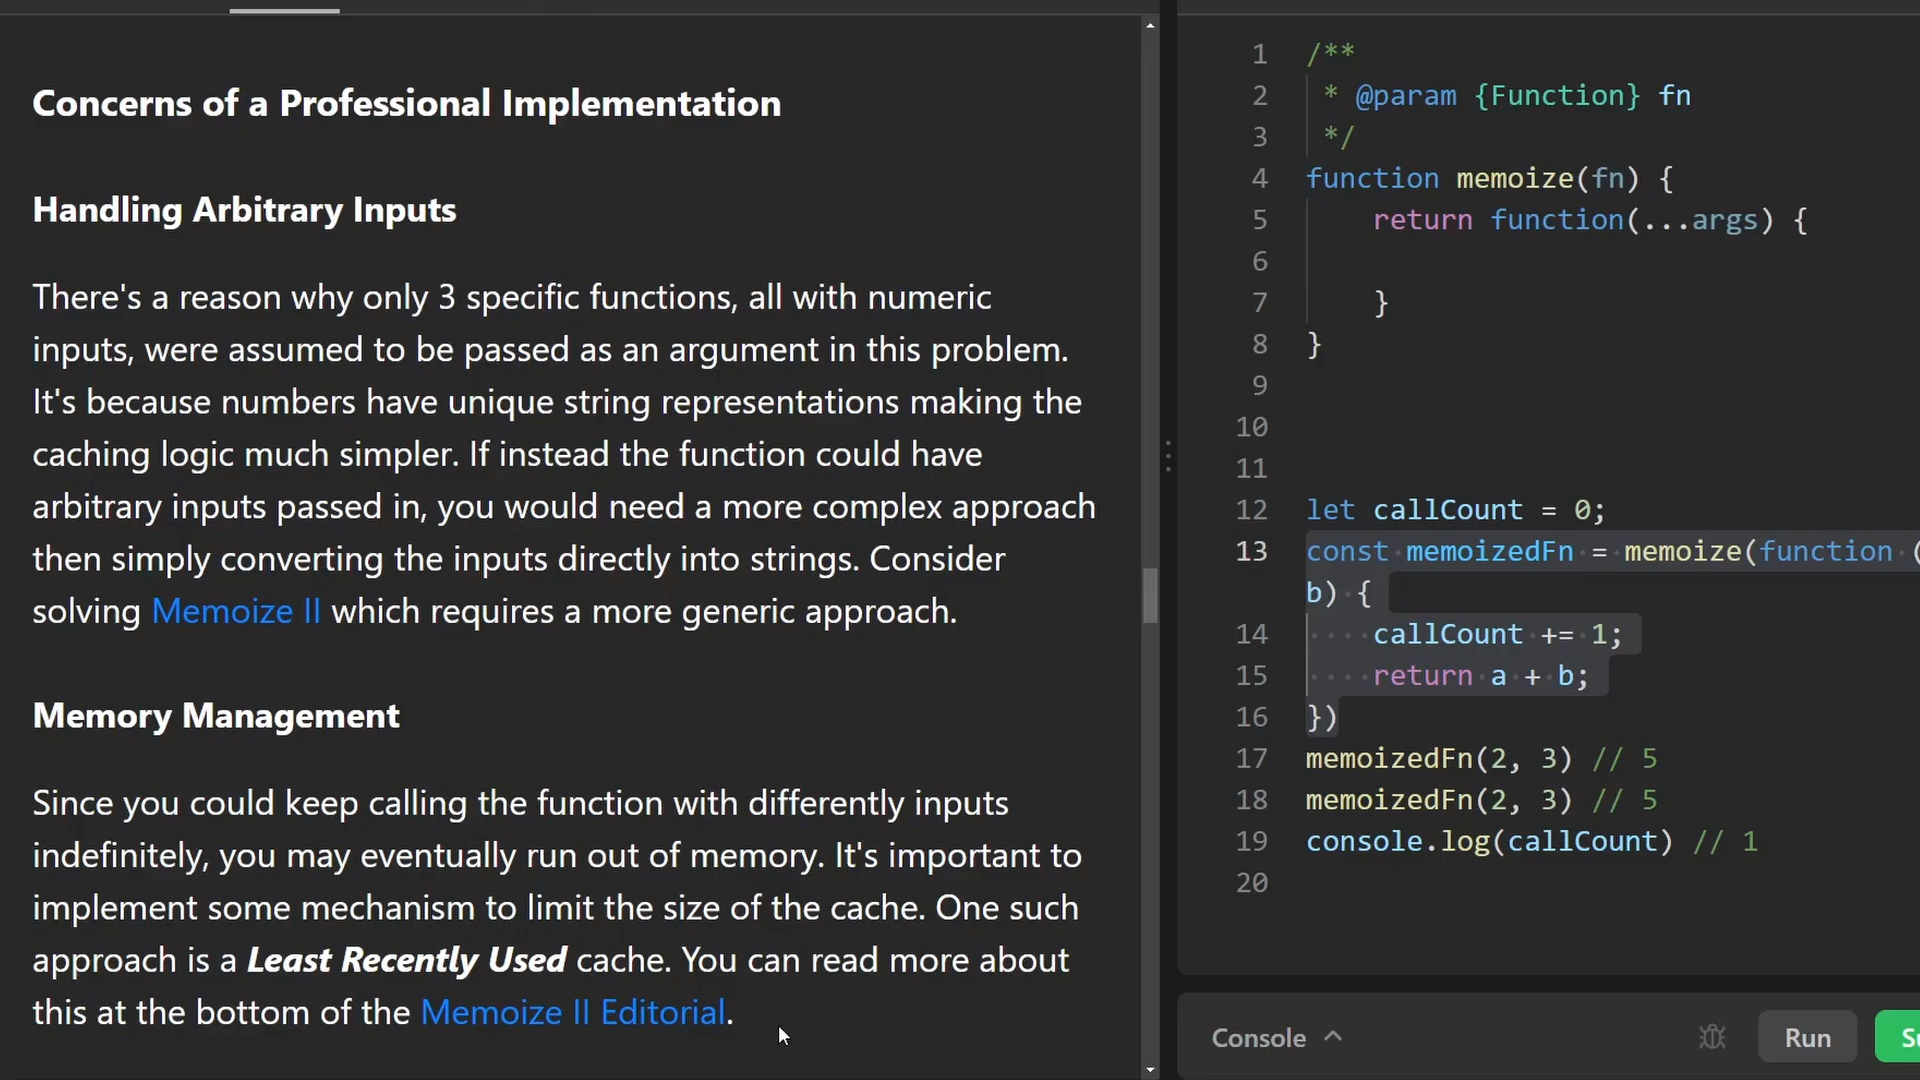 Concerns of a Professional Implementation
Handling Arbitrary Inputs
There's a reason why only 3 specific functions, all with numeric
inputs, were assumed to be passed as an argument in this problem.
It's because numbers have unique string representations making the
caching logic much simpler. If instead the function could have
arbitrary inputs passed in, you would need a more complex approach
then simply converting the inputs directly into strings. Consider
solving Memoize II which requires a more generic approach.
Memory Management
Since you could keep calling the function with differently inputs
indefinitely, you may eventually run out of memory. It's important to
implement some mechanism to limit the size of the cache. One such
approach is a Least Recently Used cache. You can read more about
this at the bottom of the Memoize II Editorial.
1 /**
2 * @param {Function} fn
3 */
4 function memoize(fn) {
5 return function(...args) {
6
7 }
8 }
9
10
11
12 let callCount = 0;
13 const memoizedFn = memoize(function (
b) {
14 callCount += 1;
15 return a + b;
16 })
17 memoizedFn(2, 3) // 5
18 memoizedFn(2, 3) // 5
19 console.log(callCount) // 1
20
Console
Run
Su